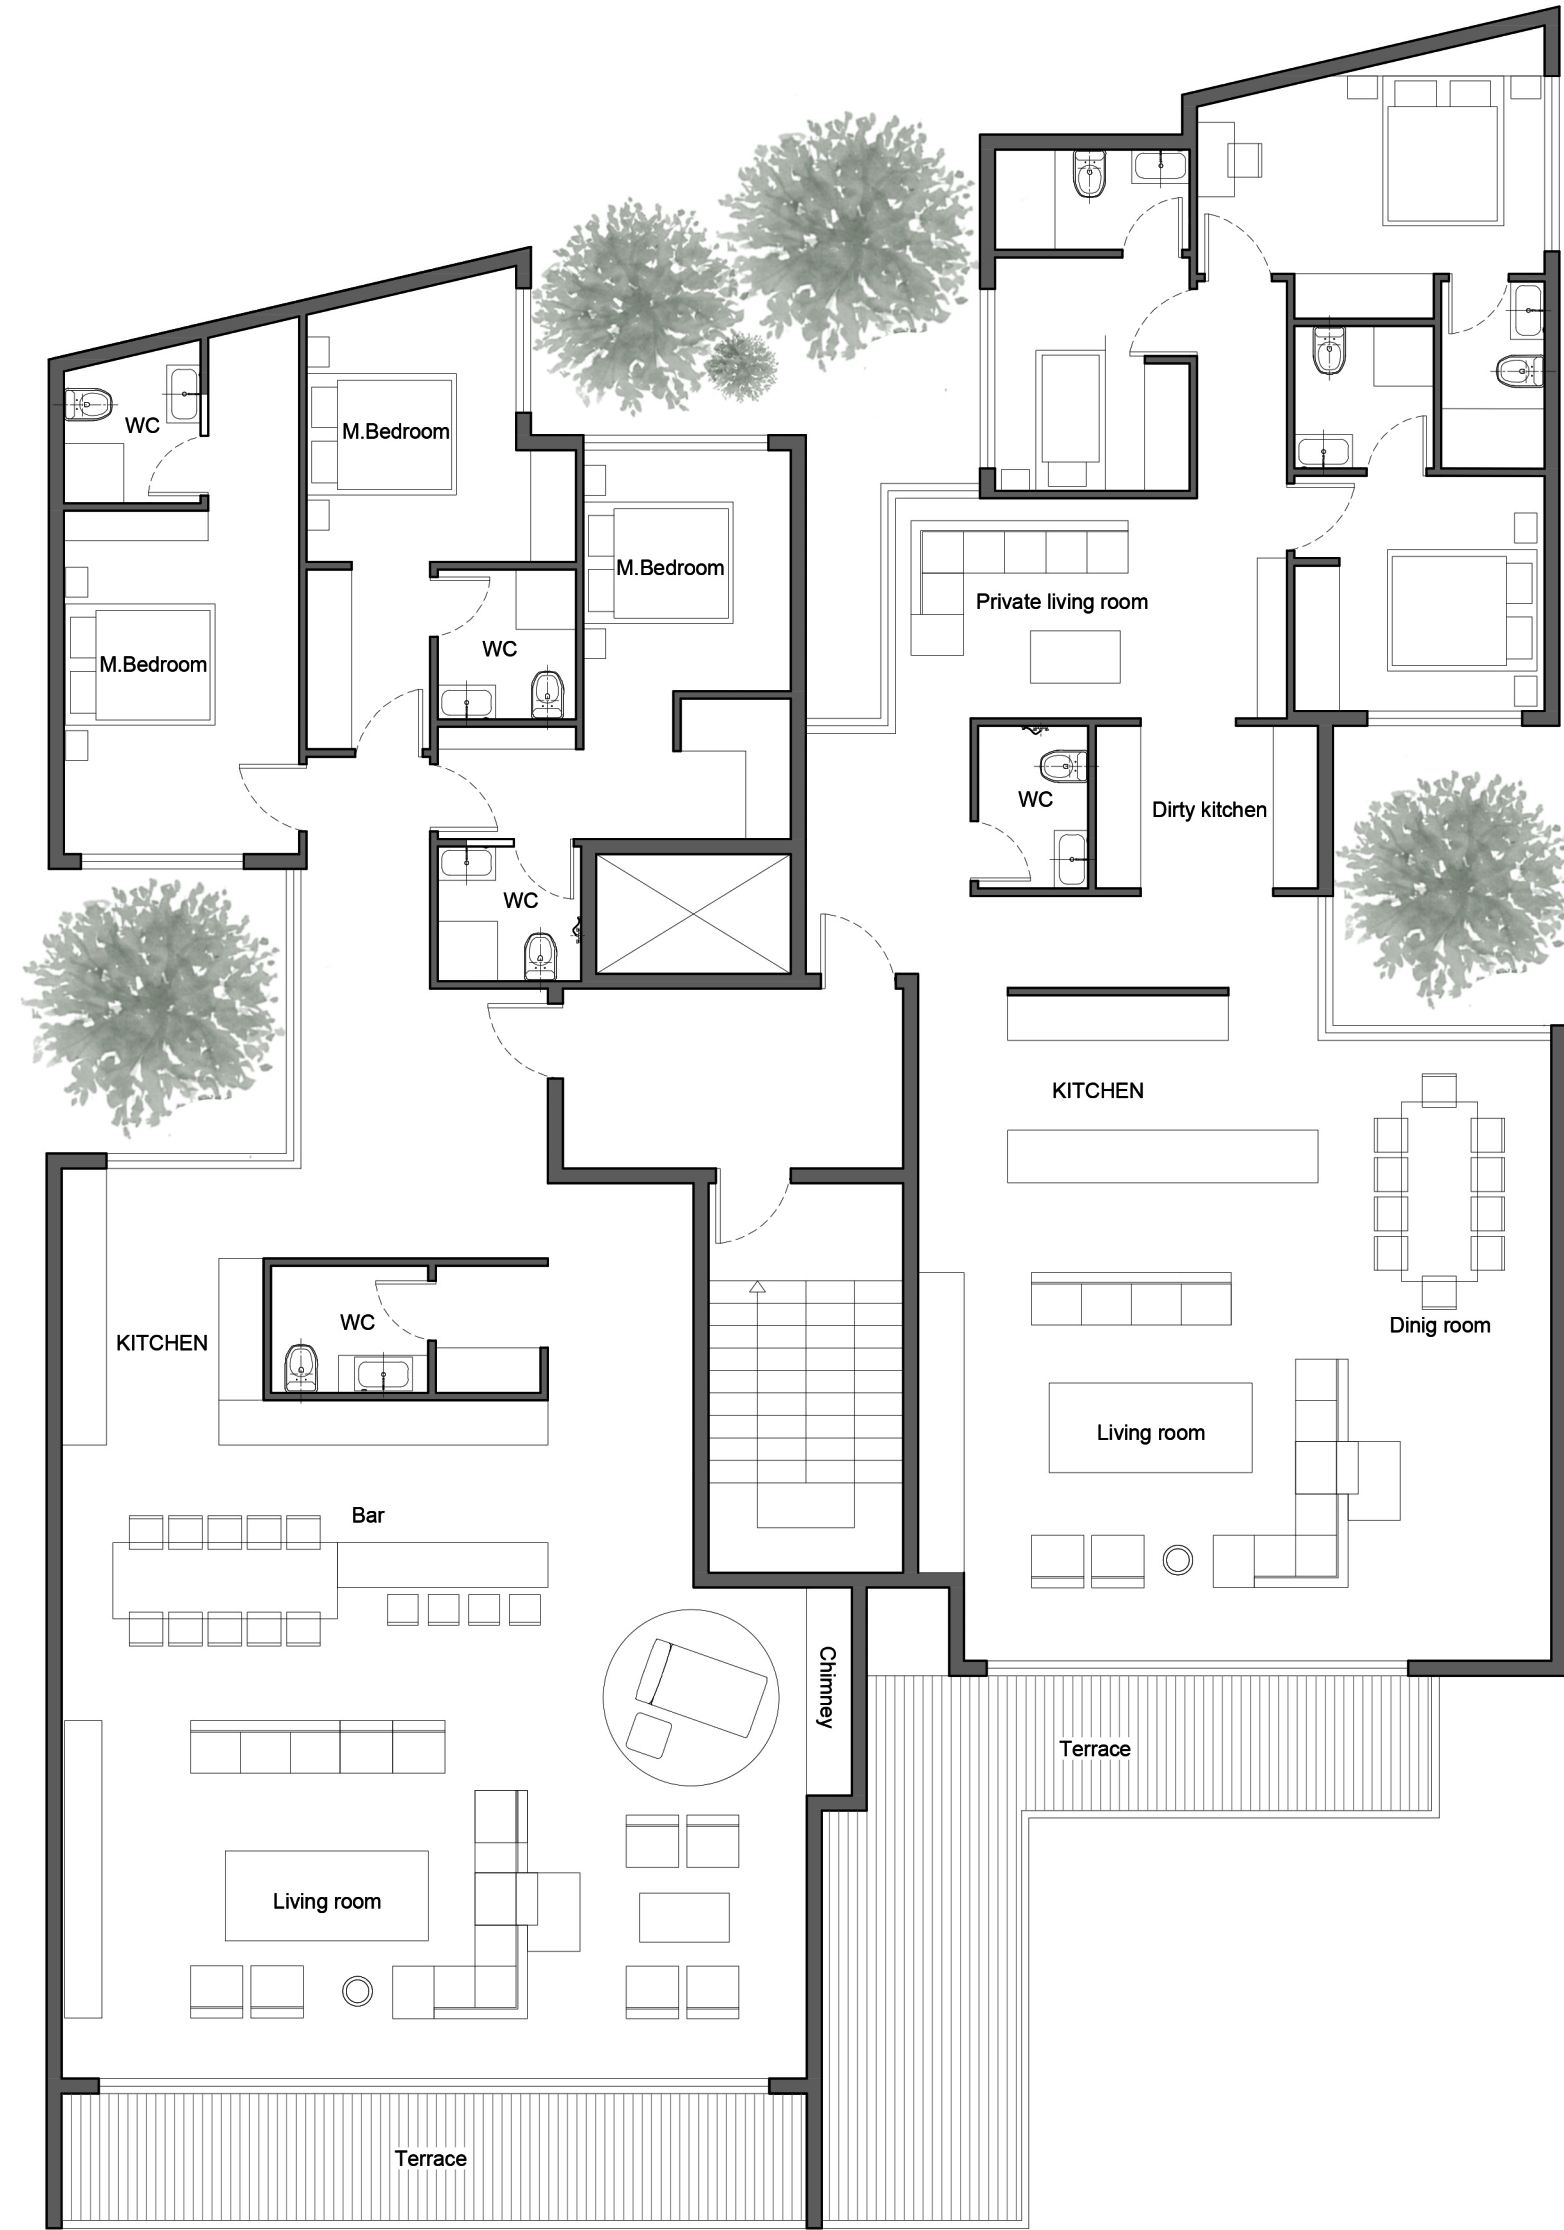 WC
M.Bedroom
M.Bedroom
M.Bedroom
WC
WC
Private living room
WC
Dirty kitchen
KITCHEN
Dinig room
Living room
Terrace
WC
KITCHEN
Bar
Chimney
Living room
Terrace